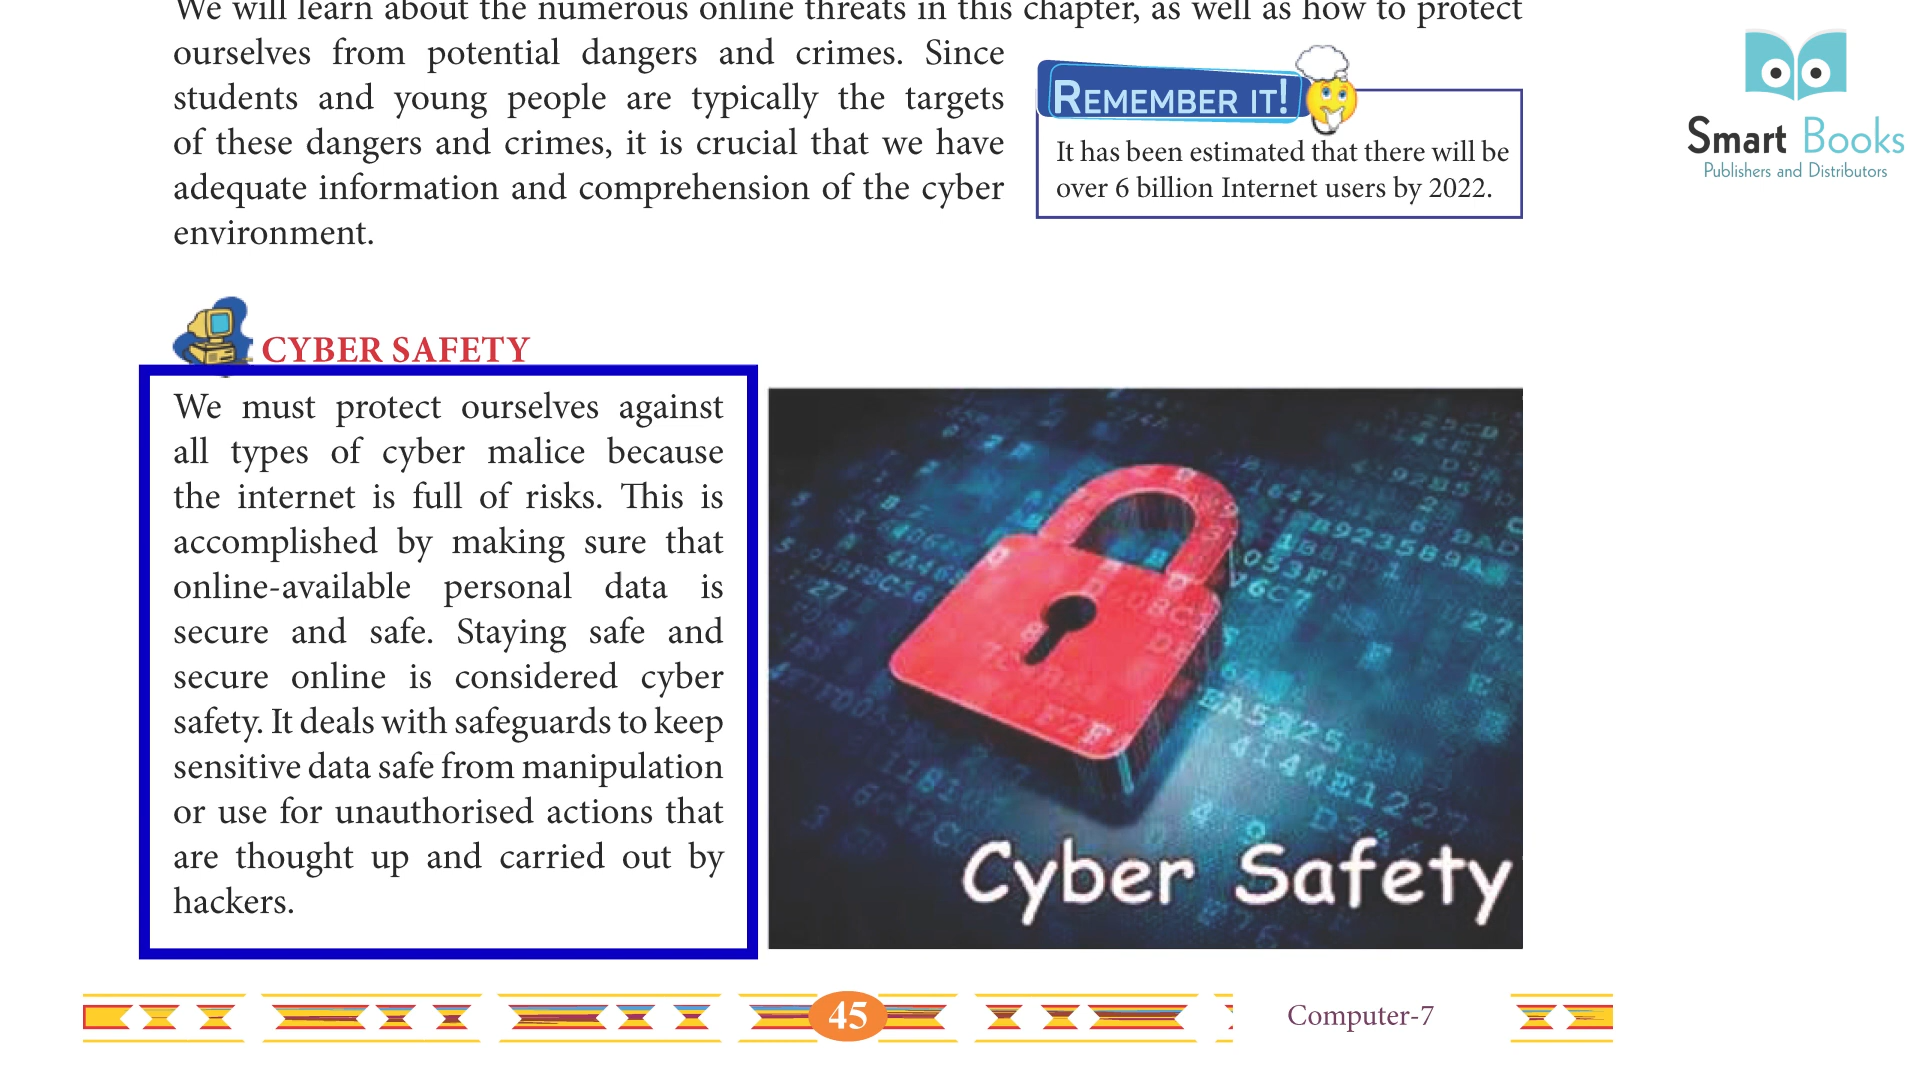 We will learn about the numerous online threats in this chapter, as well as how to protect
ourselves from potential dangers and crimes. Since
students and young people are typically the targets
of these dangers and crimes, it is crucial that we have
adequate information and comprehension of the cyber
environment.
REMEMBER IT!
It has been estimated that there will be
over 6 billion Internet users by 2022.
Smart Books
Publishers and Distributors
CYBER SAFETY
We must protect ourselves against
all types of cyber malice because
the internet is full of risks. This is
accomplished by making sure that
online-available personal data is
secure and safe. Staying safe and
secure online is considered cyber
safety. It deals with safeguards to keep
sensitive data safe from manipulation
or use for unauthorised actions that
are thought up and carried out by
hackers.
Cyber Safety
45
Computer-7